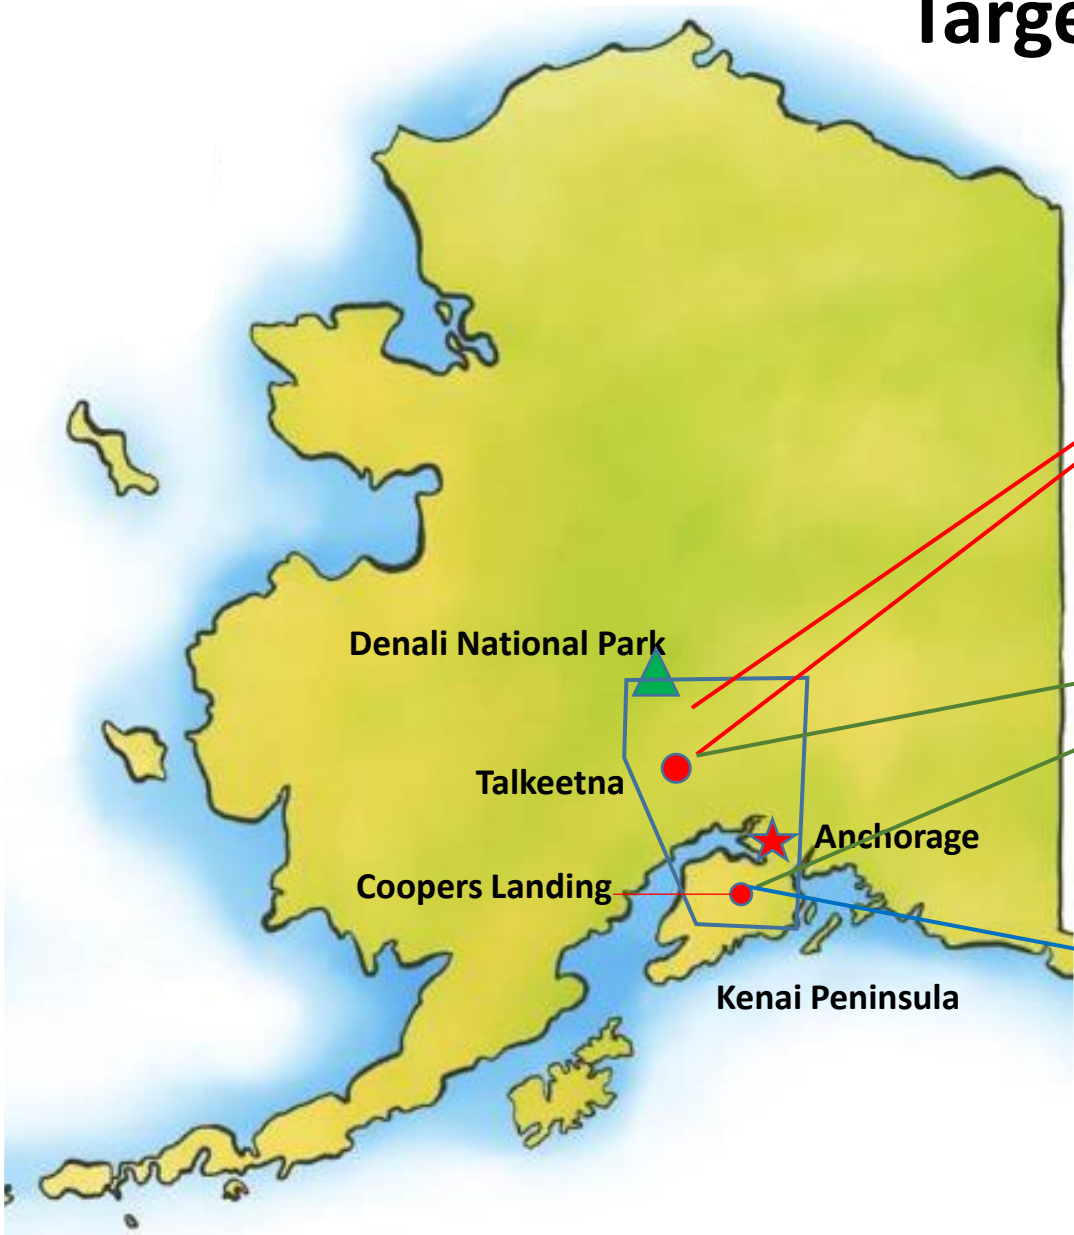 Targe
Denali National Park
Talkeetna
Anchorage
Coopers Landing
Kenai Peninsula